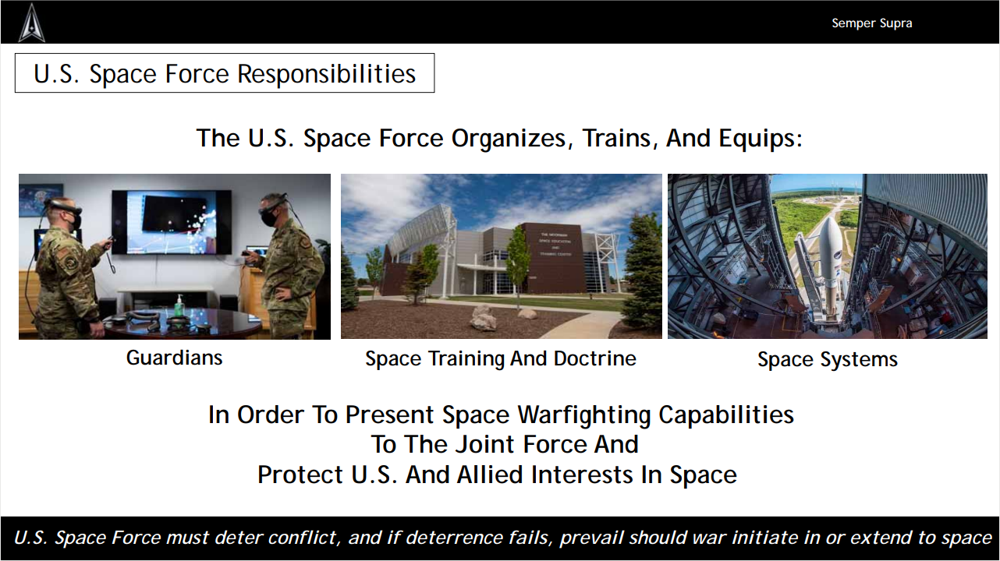 Semper Supra
U.S. Space Force Responsibilities
The U.S. Space Force Organizes, Trains, And Equips:
THE MOORMAN
SPACE EDUCATION
AND
TRAINING CENTER
Guardians
Space Training And Doctrine
Space Systems
In Order To Present Space Warfighting Capabilities
To The Joint Force And
Protect U.S. And Allied Interests In Space
U.S. Space Force must deter conflict, and if deterrence fails, prevail should war initiate in or extend to space